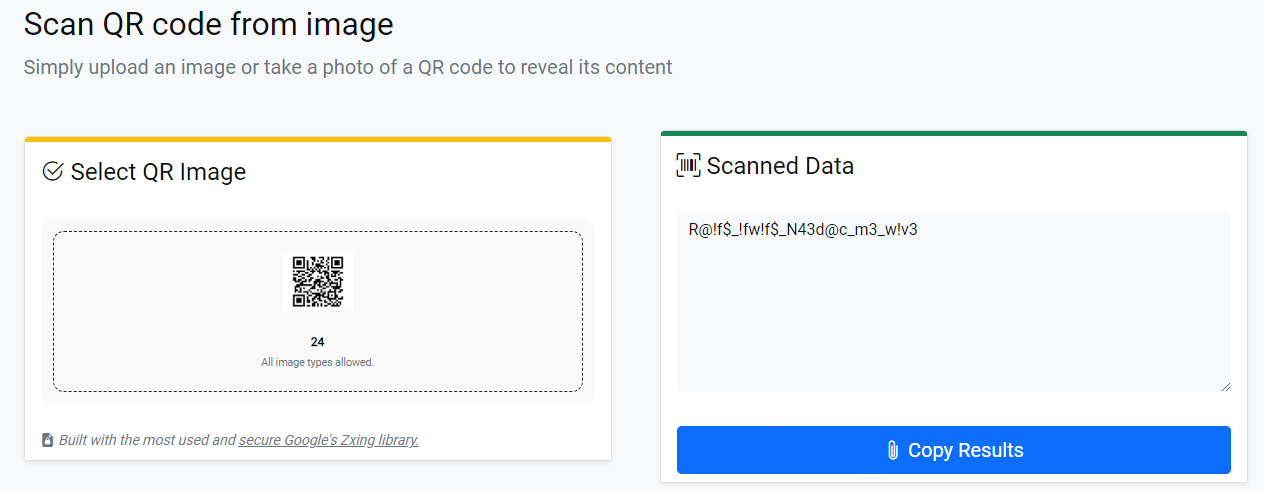 Scan QR code from image
Simply upload an image or take a photo of a QR code to reveal its content
Select QR Image
24
All image types allowed.
Built with the most used and secure Google's Zxing library.
Scanned Data
R@!f$_!fw!f$_N43d@c_m3_w!v3
Copy Results